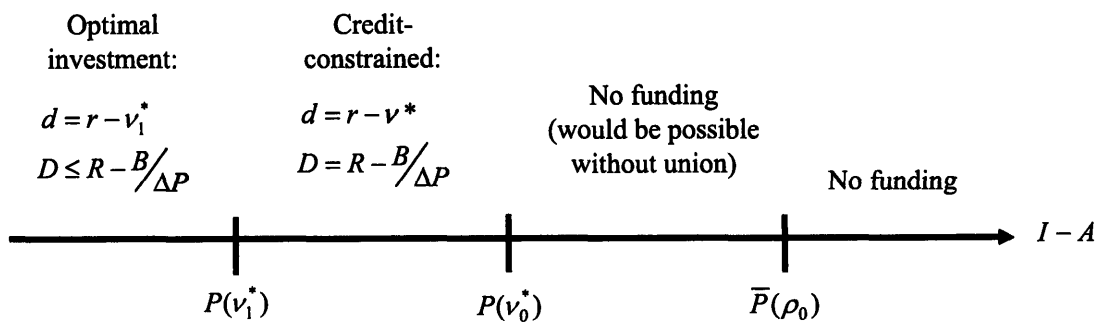 Optimal
investment:
d = r − ν₁*
D ≤ R − B/ΔP
Credit-
constrained:
d = r − ν*
D = R − B/ΔP
No funding
(would be possible
without union)
No funding
I − A
P(ν₁*)
P(ν₀*)
P̅(ρ₀)